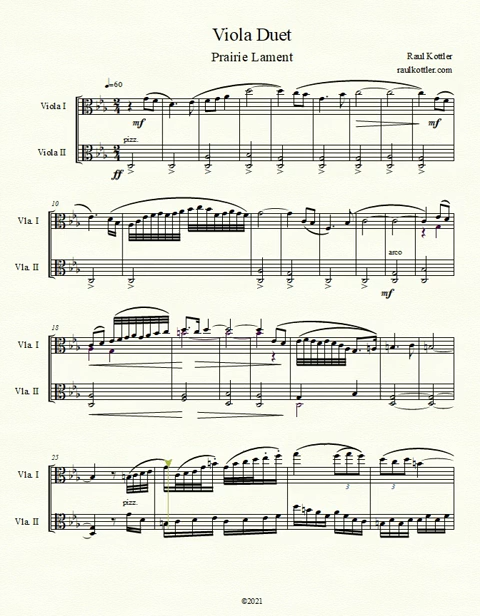 Viola Duet
Prairie Lament
Raul Kottler
raulkottler.com
♩=60
Viola I
mf
mf
pizz.
Viola II
ff
10
Vla. I
arco
Vla. II
mf
18
Vla. I
Vla. II
25
Vla. I
3
3
pizz.
Vla. II
©2021